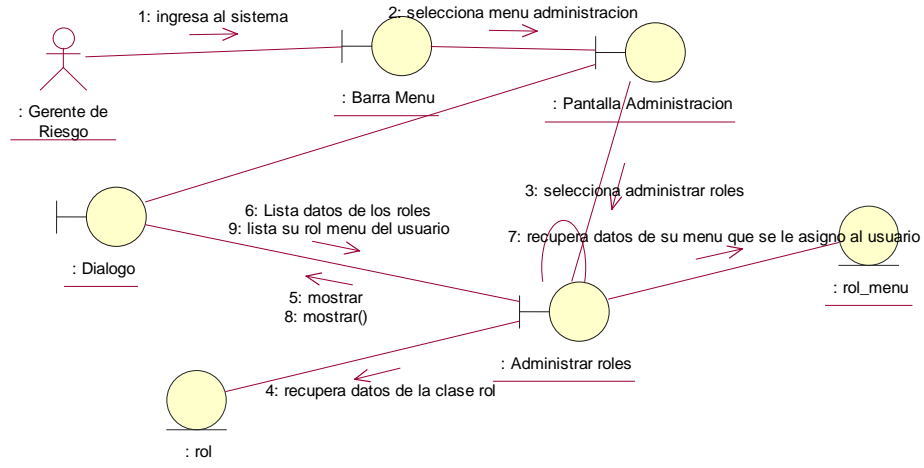 1: ingresa al sistema
2: selecciona menu administracion
: Gerente de
Riesgo
: Barra Menu
: Pantalla Administracion
3: selecciona administrar roles
6: Lista datos de los roles
9: lista su rol menu del usuario
7: recupera datos de su menu que se le asigno al usuario
: Dialogo
5: mostrar
8: mostrar()
: rol_menu
: Administrar roles
4: recupera datos de la clase rol
: rol